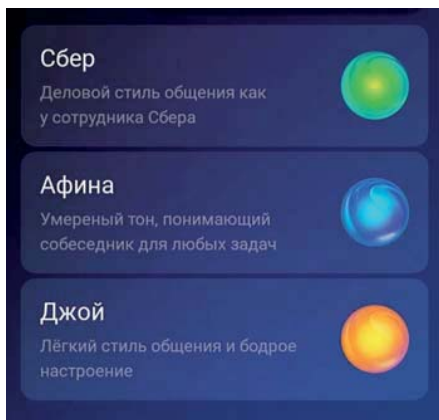 Сбер
Деловой стиль общения как
у сотрудника Сбера
Афина
Умереный тон, понимающий
собеседник для любых задач
Джой
Лёгкий стиль общения и бодрое
настроение